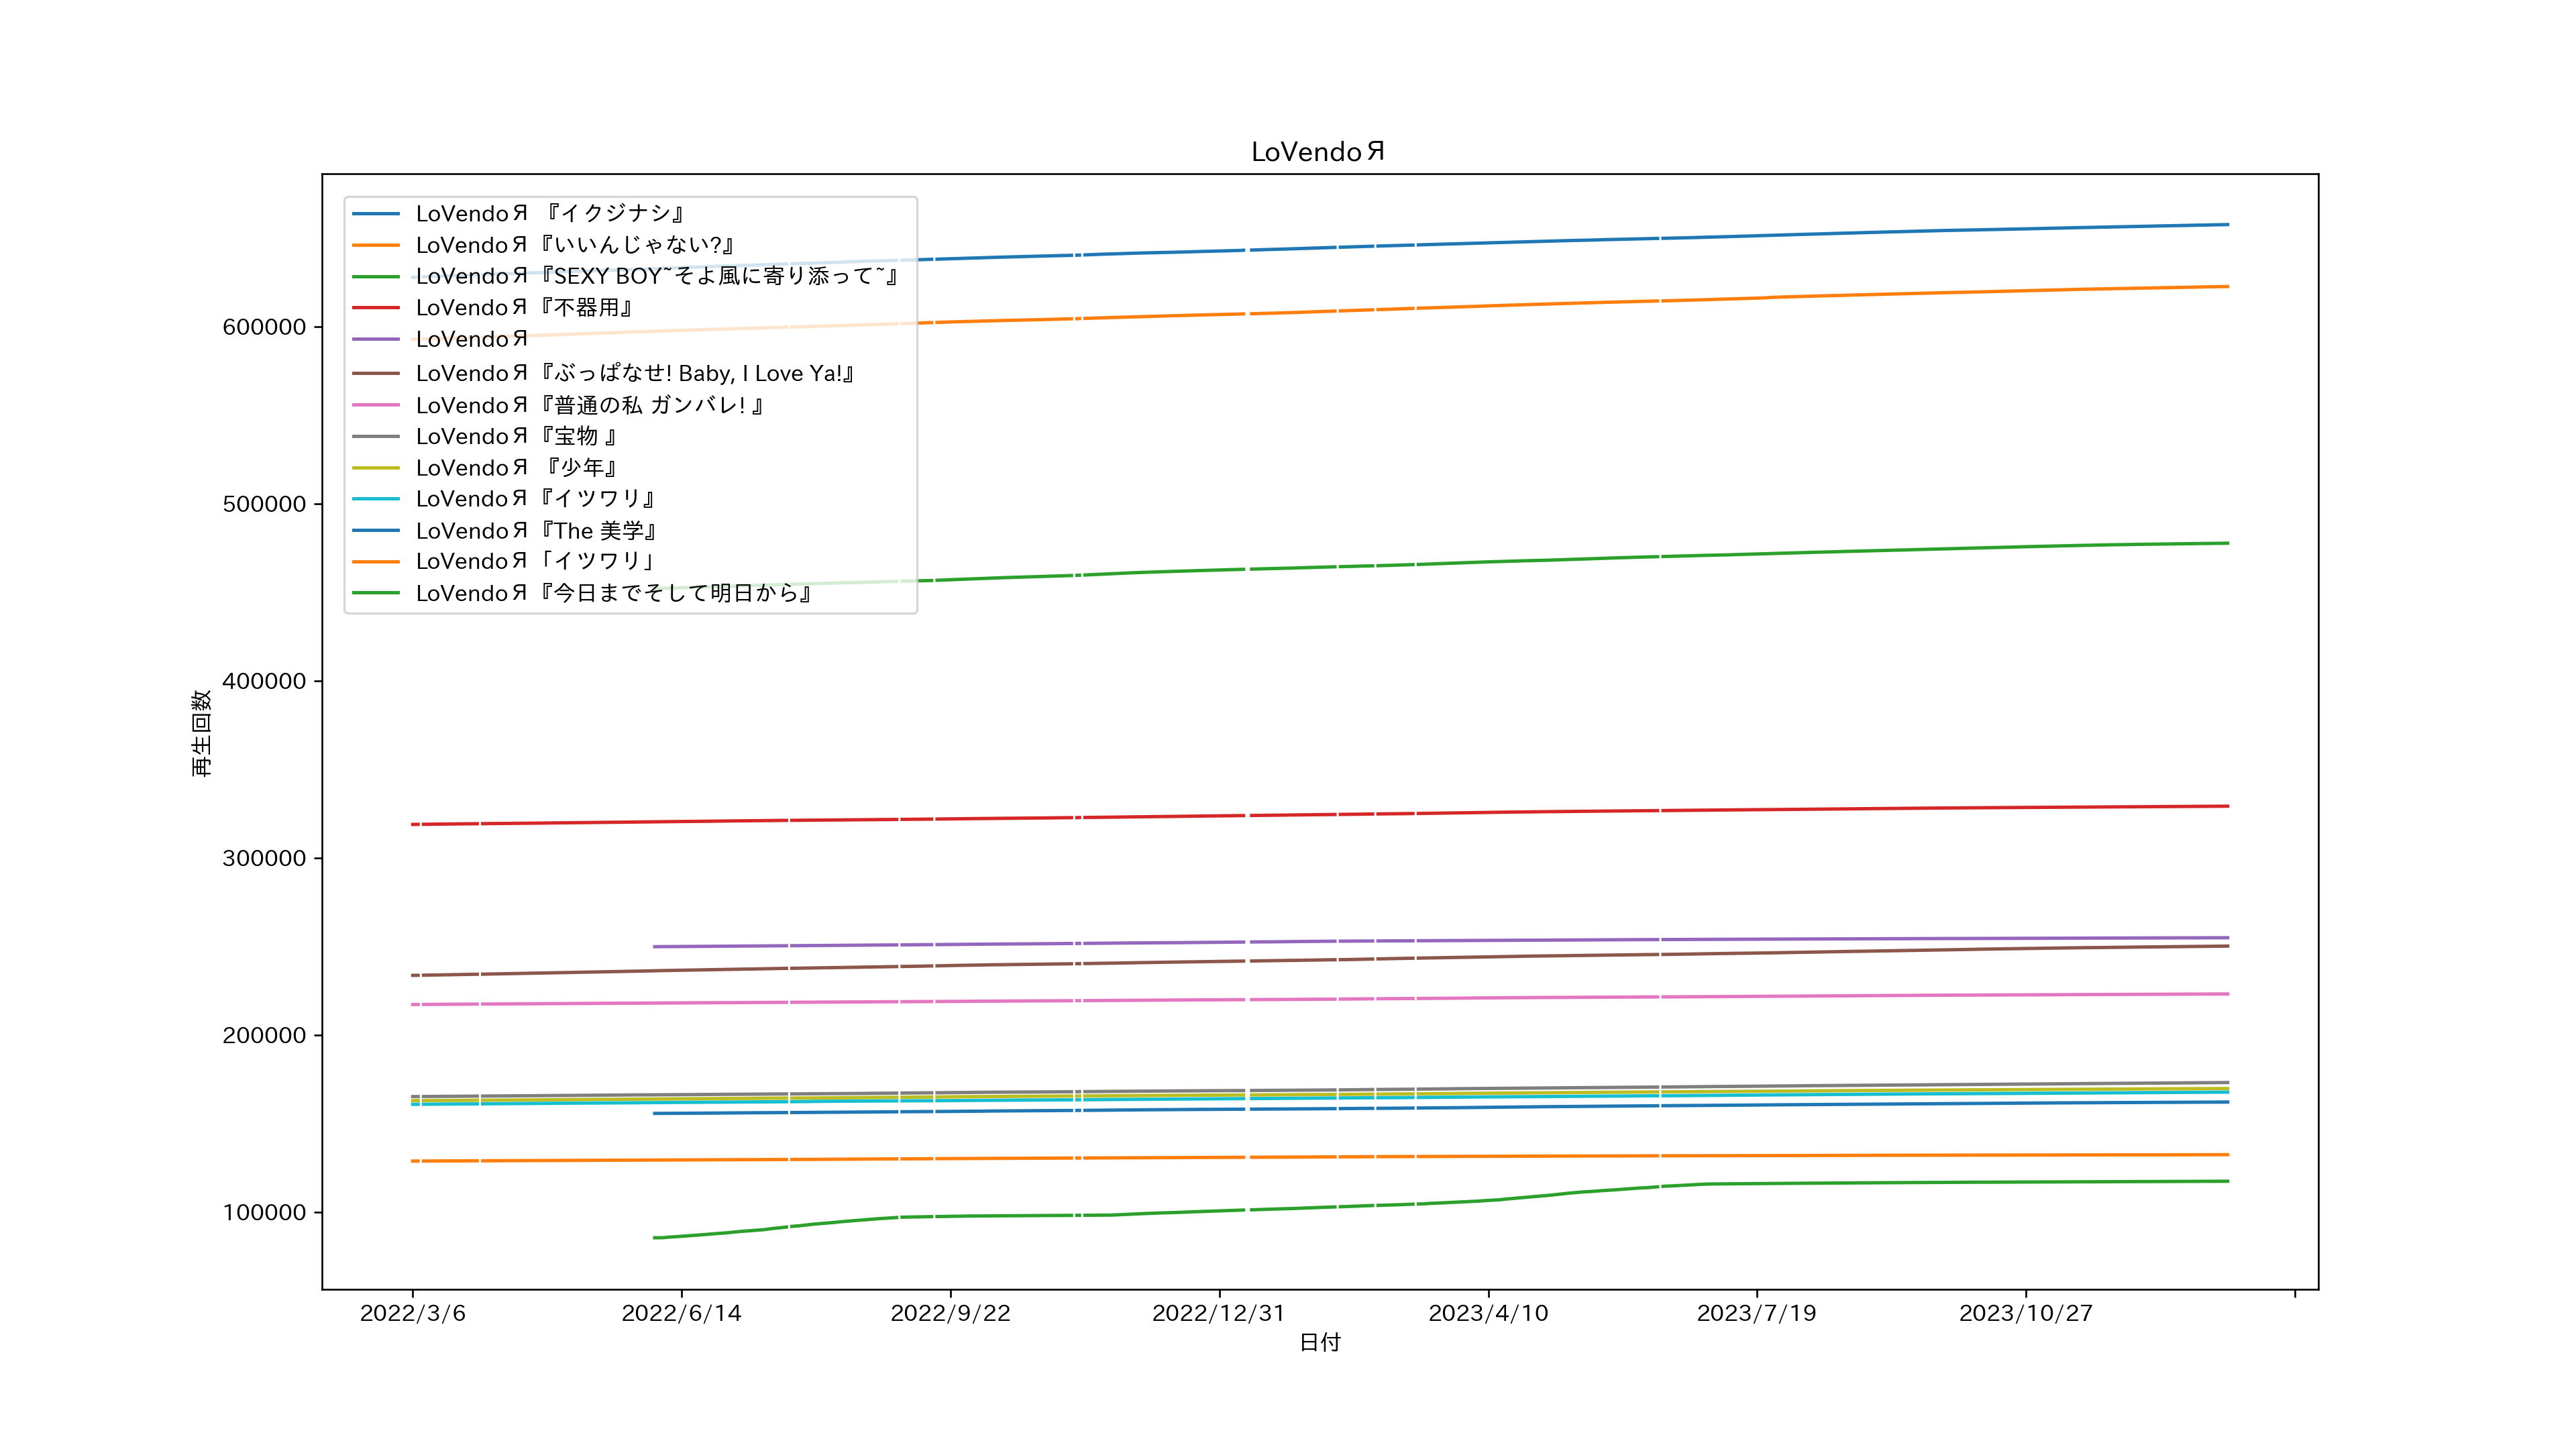 LoVendoЯ
LoVendoЯ 『イクジナシ』
LoVendoЯ『いいんじゃない?』
LoVendoЯ『SEXY BOY~そよ風に寄り添って~』
LoVendoЯ『不器用』
LoVendoЯ
LoVendoЯ『ぶっぱなせ! Baby, I Love Ya!』
LoVendoЯ『普通の私 ガンバレ! 』
LoVendoЯ『宝物 』
LoVendoЯ 『少年』
LoVendoЯ『イツワリ』
LoVendoЯ『The 美学』
LoVendoЯ「イツワリ」
LoVendoЯ『今日までそして明日から』
600000
500000
400000
300000
200000
100000
再生回数
2022/3/6 2022/6/14 2022/9/22 2022/12/31 2023/4/10 2023/7/19 2023/10/27
日付